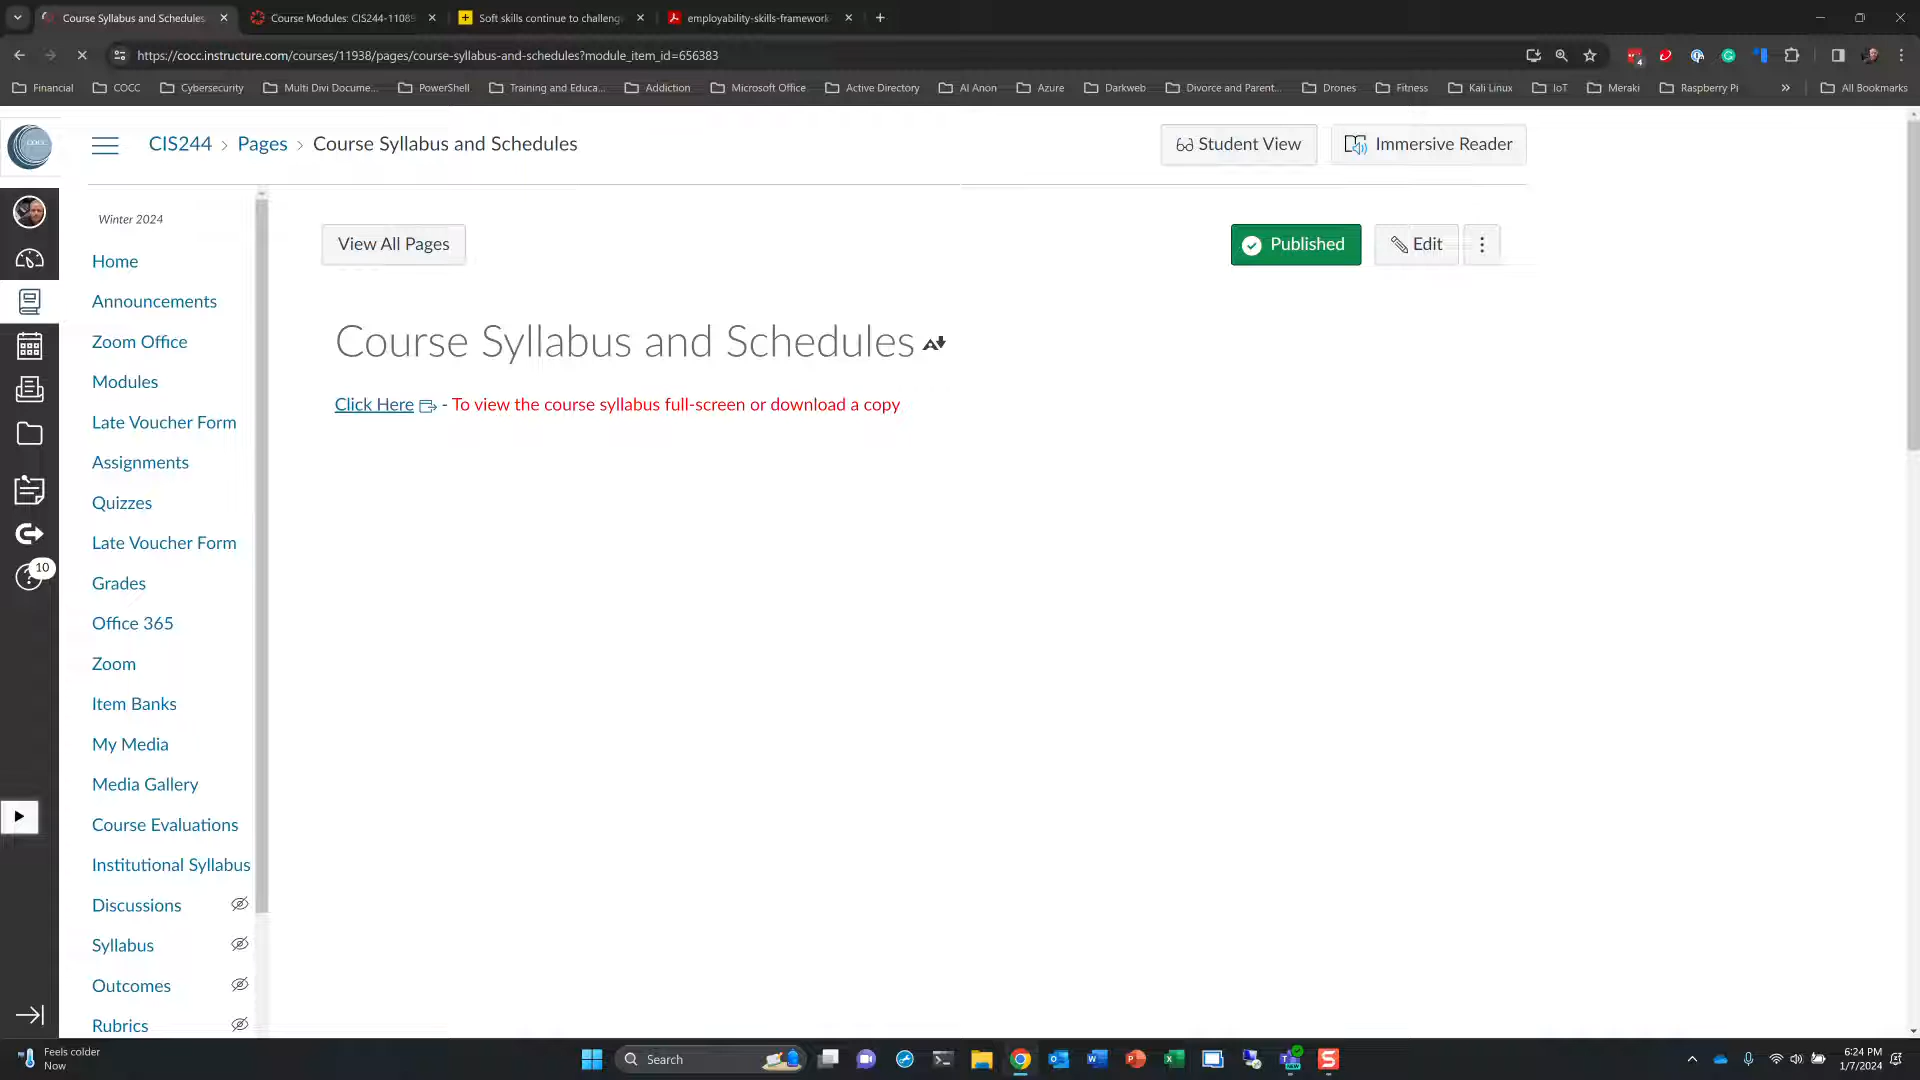 Course Syllabus and Schedules
Course Modules: CIS244-1108
Soft skills continue to challeng
employability-skills-framework
https://cocc.instructure.com/courses/11938/pages/course-syllabus-and-schedules?module_item_id=656383
4
Financial
COCC
Cybersecurity
Multi Divi Docume...
PowerShell
Training and Educa...
Addiction
Microsoft Office
Active Directory
Al Anon
Azure
Darkweb
Divorce and Parent...
Drones
Fitness
Kali Linux
IoT
Meraki
Raspberry Pi
»
All Bookmarks
COCC
CIS244 › Pages › Course Syllabus and Schedules
Student View
Immersive Reader
Winter 2024
View All Pages
Published
Edit
Home
Announcements
Zoom Office
Modules
Late Voucher Form
Assignments
Quizzes
Late Voucher Form
Grades
Office 365
Zoom
Item Banks
My Media
Media Gallery
Course Evaluations
Institutional Syllabus
Discussions
Syllabus
Outcomes
Rubrics
10
Course Syllabus and Schedules
Click Here - To view the course syllabus full-screen or download a copy
Feels colder
Now
Search
6:24 PM
1/7/2024